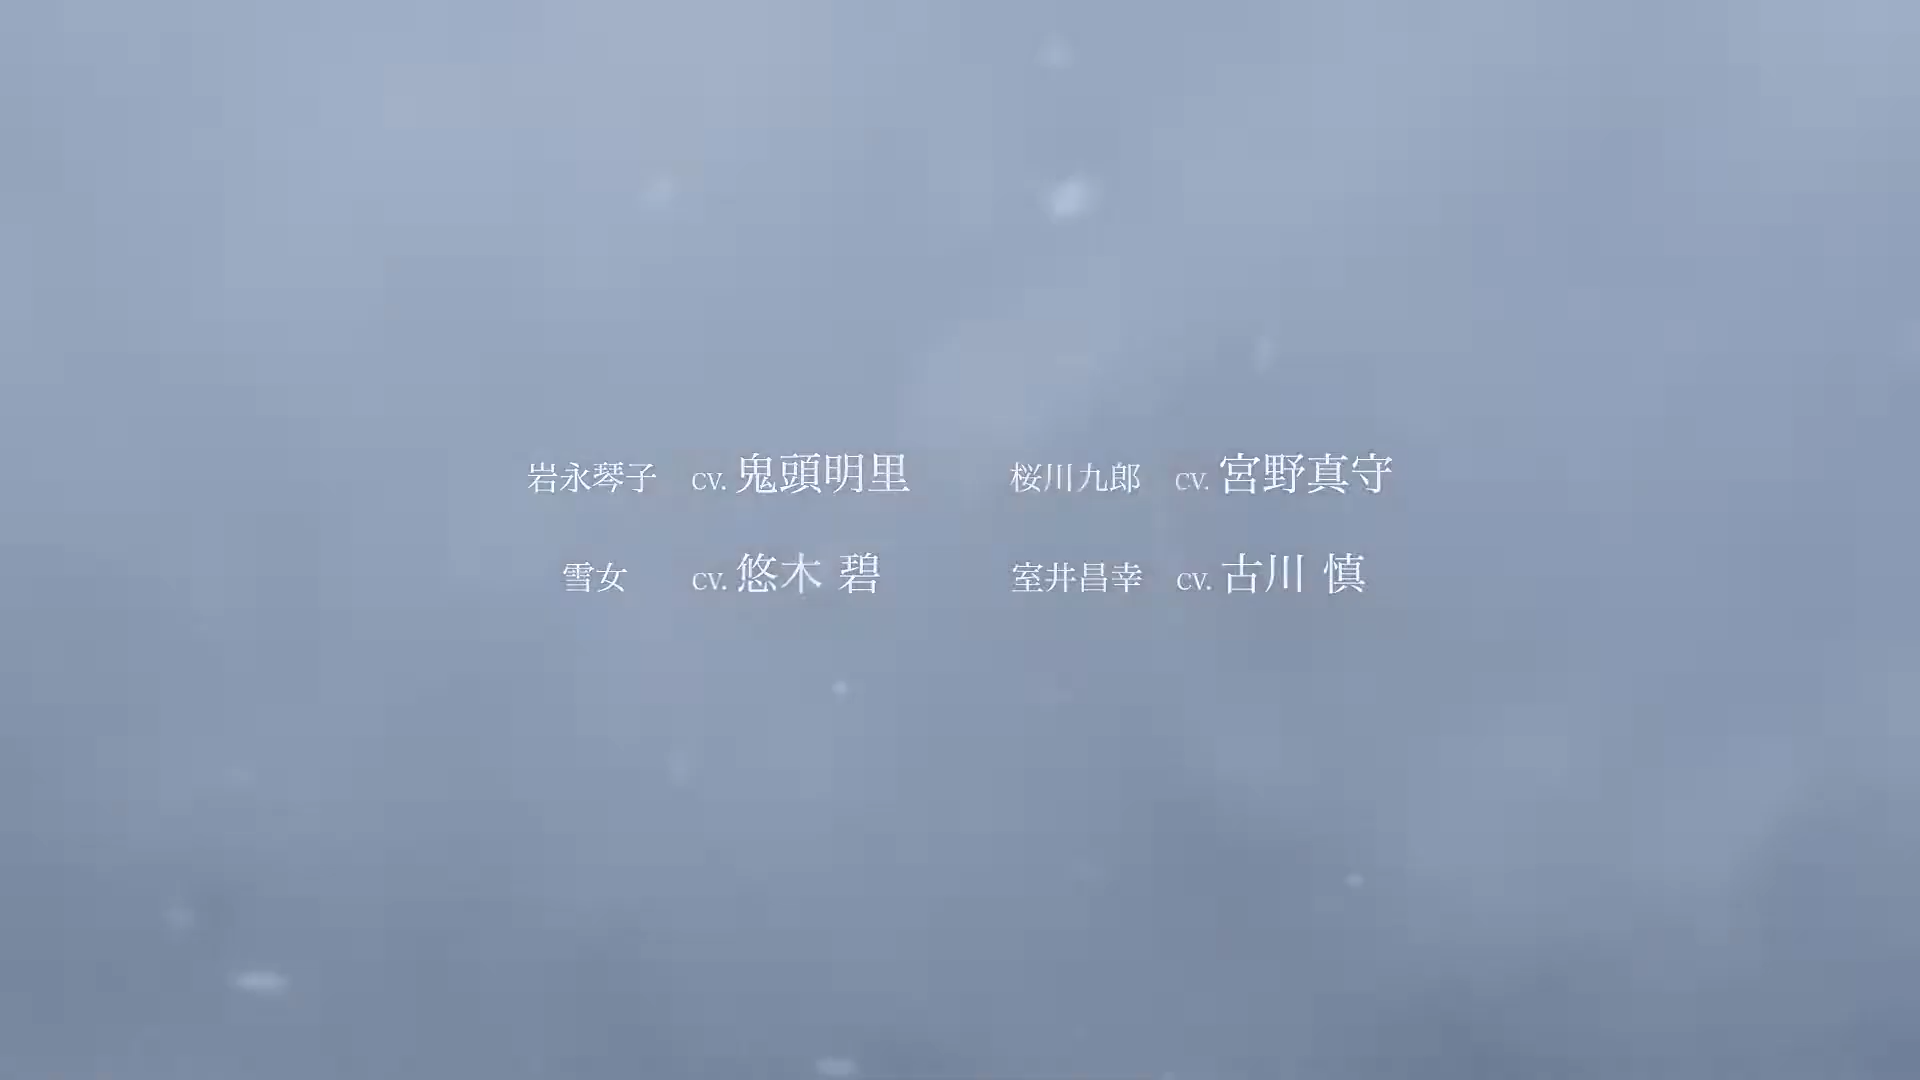 岩永琴子 cv. 鬼頭明里 桜川九郎 cv. 宮野真守
雪女 cv. 悠木 碧 室井昌幸 cv. 古川 慎